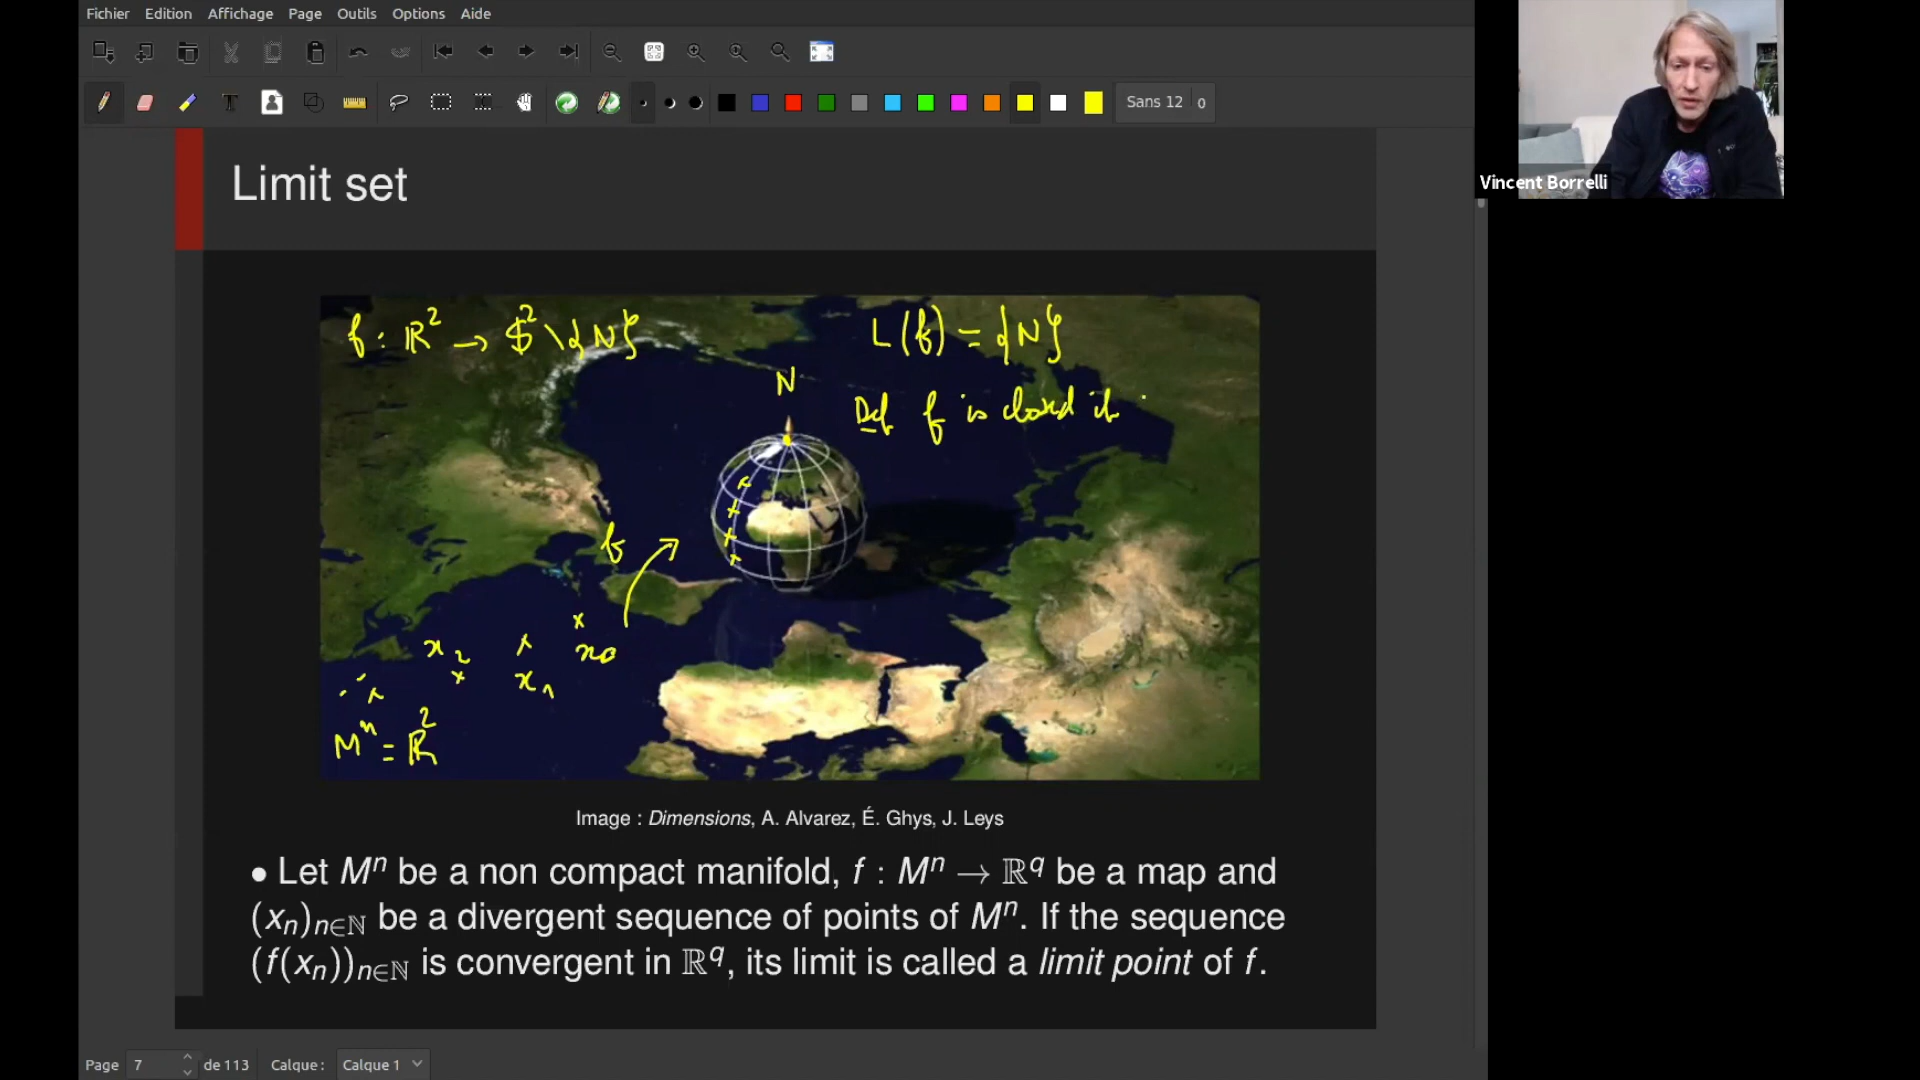 Fichier Edition Affichage Page Outils Options Aide
Sans 12 0
Vincent Borrelli
Limit set
f : ℝ² → 𝕊² \ {N}
L(f) = {N}
N
Def f is closed if
f
x₂ x₁ x₀
Mⁿ = ℝ²
Image : Dimensions, A. Alvarez, É. Ghys, J. Leys
• Let Mⁿ be a non compact manifold, f : Mⁿ → ℝ^q be a map and
(xₙ)ₙ∈ℕ be a divergent sequence of points of Mⁿ. If the sequence
(f(xₙ))ₙ∈ℕ is convergent in ℝ^q, its limit is called a limit point of f.
Page 7 de 113 Calque : Calque 1